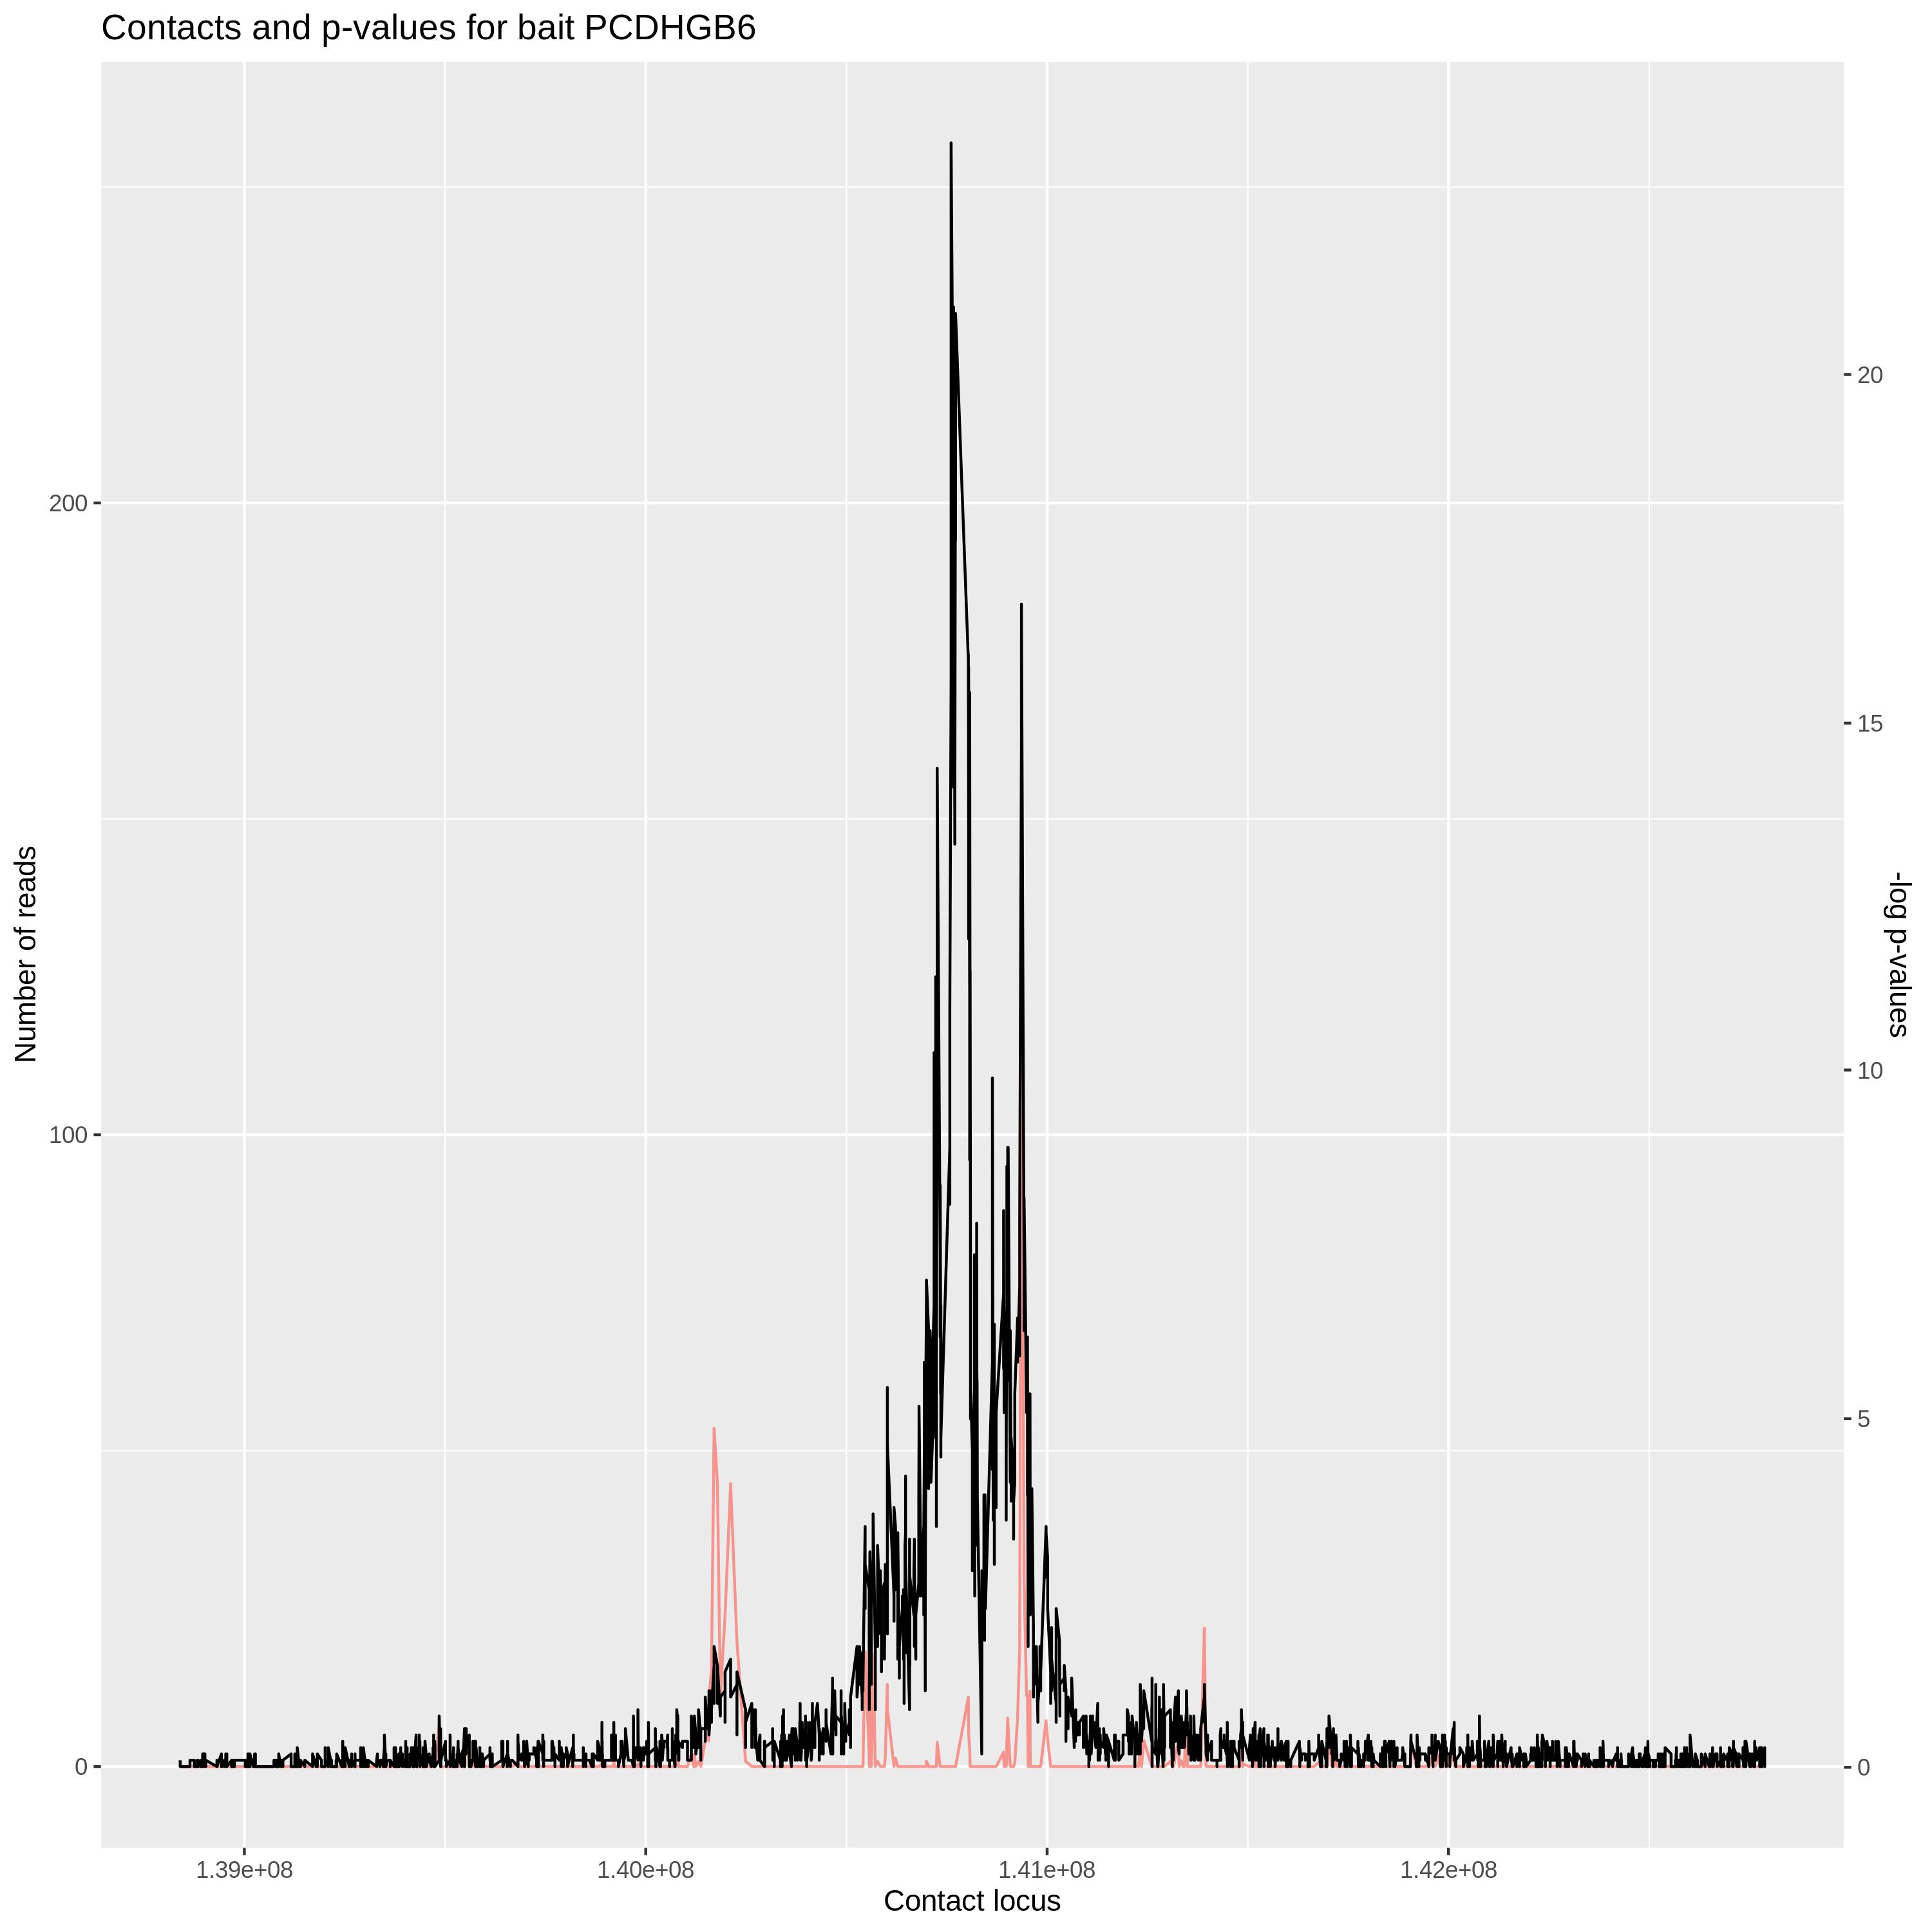 Contacts and p-values for bait PCDHGB6
Number of reads
200
100
0
20
15
10
5
0
-log p-values
1.39e+08 1.40e+08 1.41e+08 1.42e+08
Contact locus